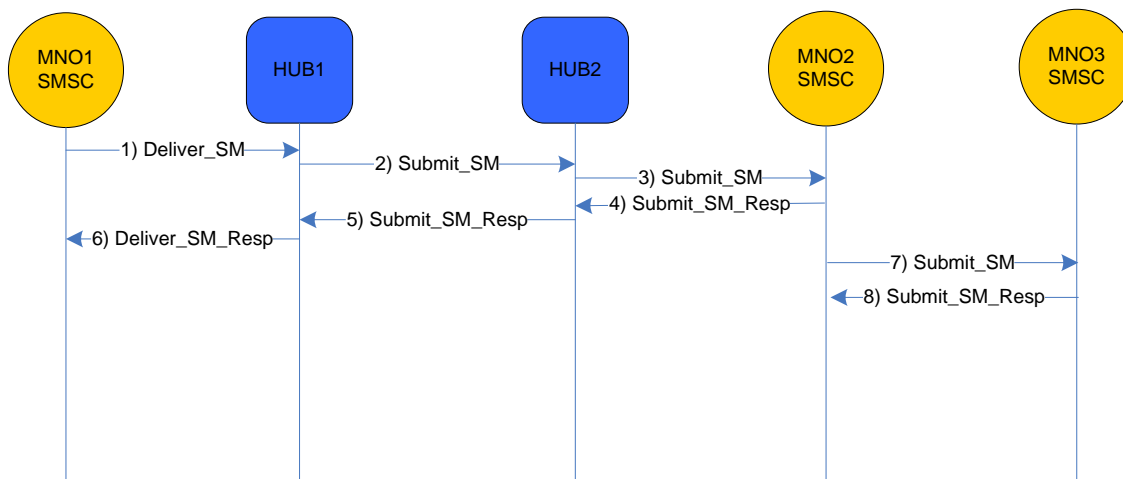 MNO1
SMSC
HUB1
HUB2
MNO2
SMSC
MNO3
SMSC
1) Deliver_SM
2) Submit_SM
3) Submit_SM
4) Submit_SM_Resp
5) Submit_SM_Resp
6) Deliver_SM_Resp
7) Submit_SM
8) Submit_SM_Resp